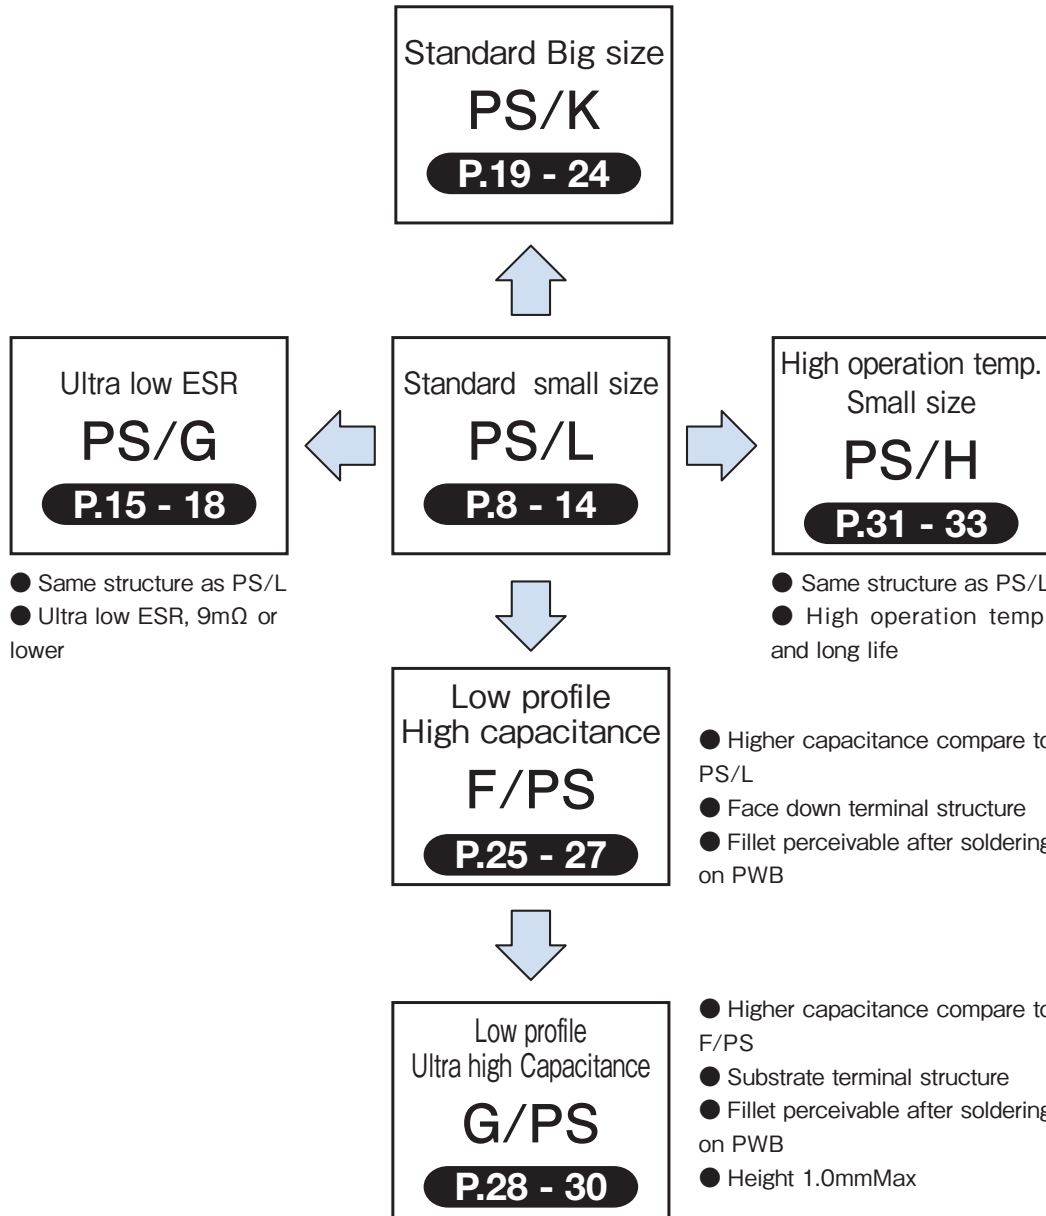 Standard Big size
PS/K
P.19 - 24
Ultra low ESR
PS/G
P.15 - 18
● Same structure as PS/L
● Ultra low ESR, 9mΩ or
lower
Standard small size
PS/L
P.8 - 14
High operation temp.
Small size
PS/H
P.31 - 33
● Same structure as PS/L
● High operation temp
and long life
Low profile
High capacitance
F/PS
P.25 - 27
● Higher capacitance compare to
PS/L
● Face down terminal structure
● Fillet perceivable after soldering
on PWB
Low profile
Ultra high Capacitance
G/PS
P.28 - 30
● Higher capacitance compare to
F/PS
● Substrate terminal structure
● Fillet perceivable after soldering
on PWB
● Height 1.0mmMax